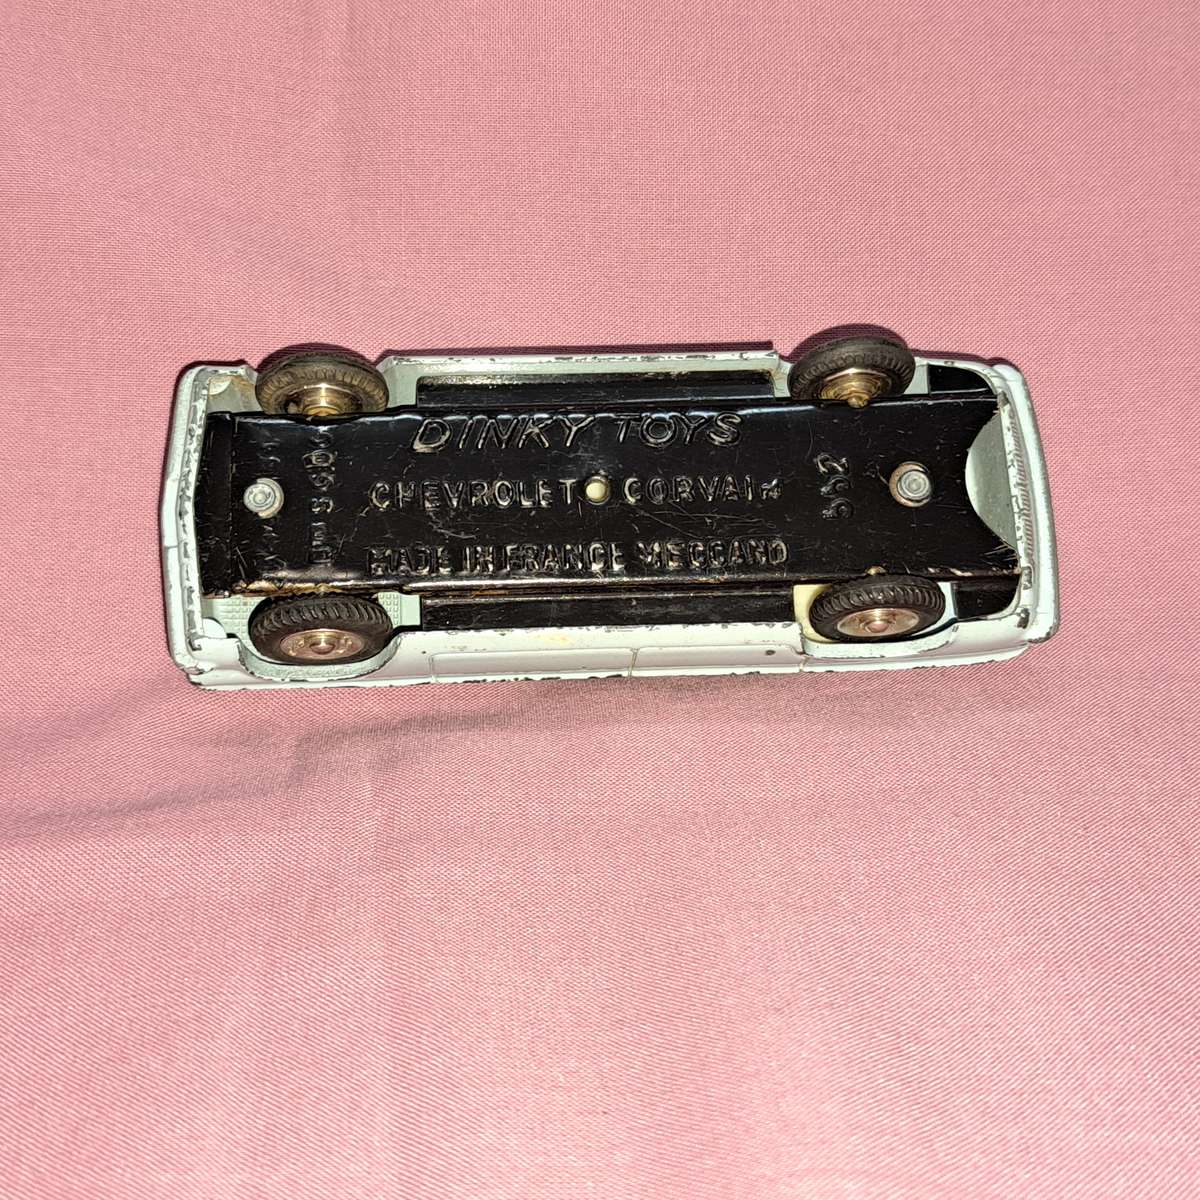 DINKY TOYS
CHEVROLET CORVAIR
MADE IN FRANCE MECCANO
552